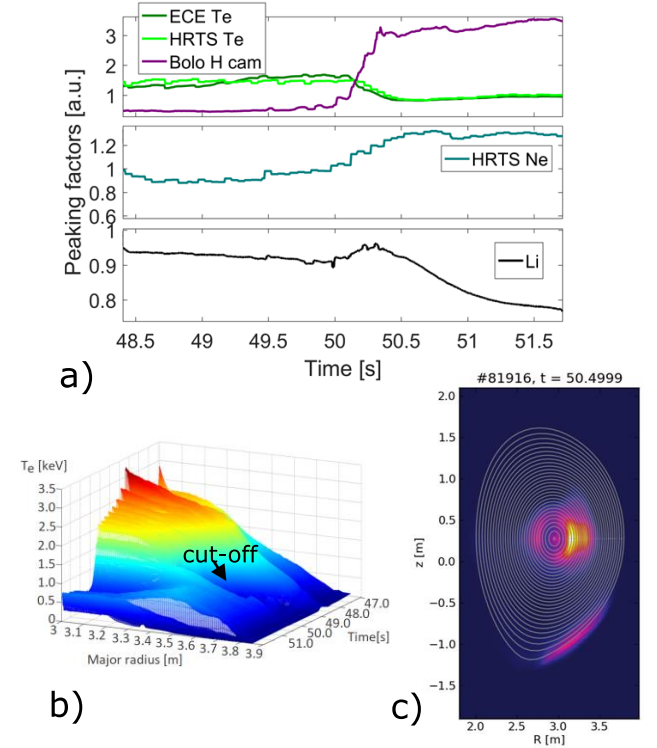 ECE Te
HRTS Te
Bolo H cam
3
2
1
HRTS Ne
1.2
1
0.8
0.6
Li
1
0.9
0.8
Peaking factors [a.u.]
48.5 49 49.5 50 50.5 51 51.5
Time [s]
a)
Te [keV]
3.5
3.0
2.5
2.0
1.5
1.0
0.5
0
cut-off
3 3.1 3.2 3.3 3.4 3.5 3.6 3.7 3.8 3.9
Major radius [m]
47.0
48.0
49.0
50.0
51.0
Time[s]
b)
#81916, t = 50.4999
2.0
1.5
1.0
0.5
0.0
−0.5
−1.0
−1.5
z [m]
2.0 2.5 3.0 3.5
R [m]
c)